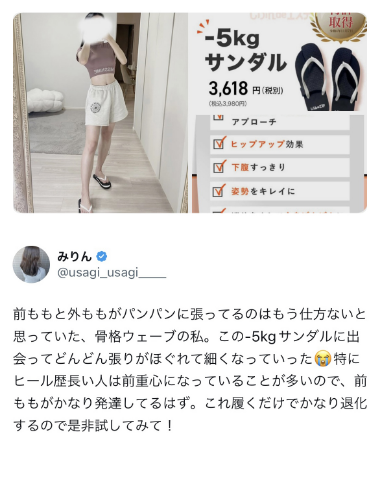 取得
-5kg
サンダル
3,618 円(税別)
(税込3,980円)
アプローチ
ヒップアップ効果
下腹すっきり
姿勢をキレイに
みりん
@usagi_usagi_____
前ももと外ももがパンパンに張ってるのはもう仕方ないと
思っていた、骨格ウェーブの私。この-5kgサンダルに出
会ってどんどん張りがほぐれて細くなっていった😭特に
ヒール歴長い人は前重心になっていることが多いので、前
ももがかなり発達してるはず。これ履くだけでかなり退化
するので是非試してみて！